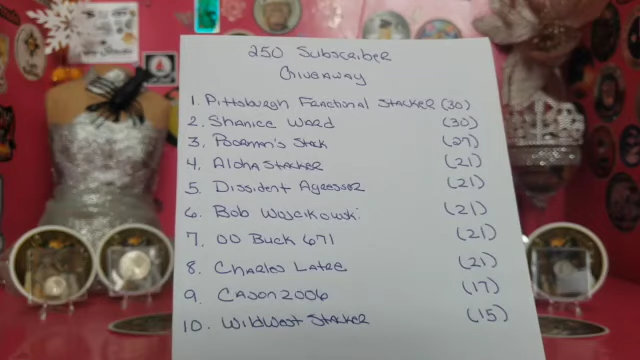 250 Subscriber
Giveaway
1. Pittsburgh Fractional Stacker (30)
2. Shanice Ward (30)
3. Poorman's Stack (27)
4. Aloha Stacker (21)
5. Dissident Agressor (21)
6. Bob Wojcikowski (21)
7. OO Buck 671 (21)
8. Charles Latre (21)
9. Cason2006 (17)
10. WildWest Stacker (15)